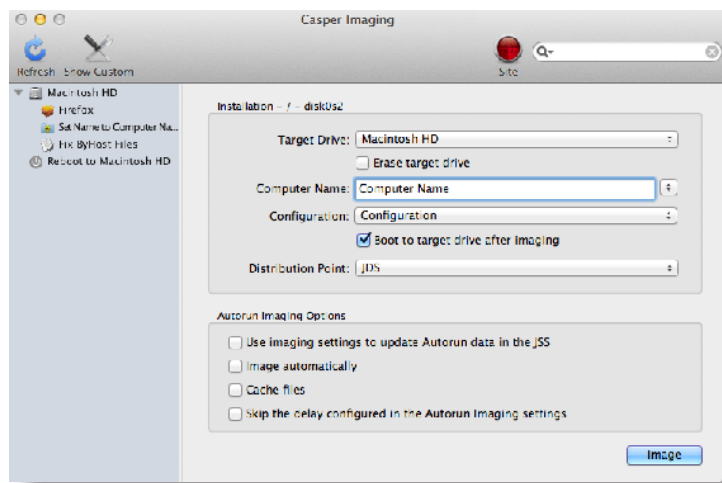 Casper Imaging
Refresh Show Custom
Site
Macintosh HD
Firefox
Set Name to Computer Na...
Fix ByHost Files
Reboot to Macintosh HD
Installation - / - disk0s2
Target Drive: Macintosh HD
Erase target drive
Computer Name: Computer Name
Configuration: Configuration
Boot to target drive after imaging
Distribution Point: JDS
Autorun Imaging Options
Use imaging settings to update Autorun data in the JSS
Image automatically
Cache files
Skip the delay configured in the Autorun Imaging settings
Image